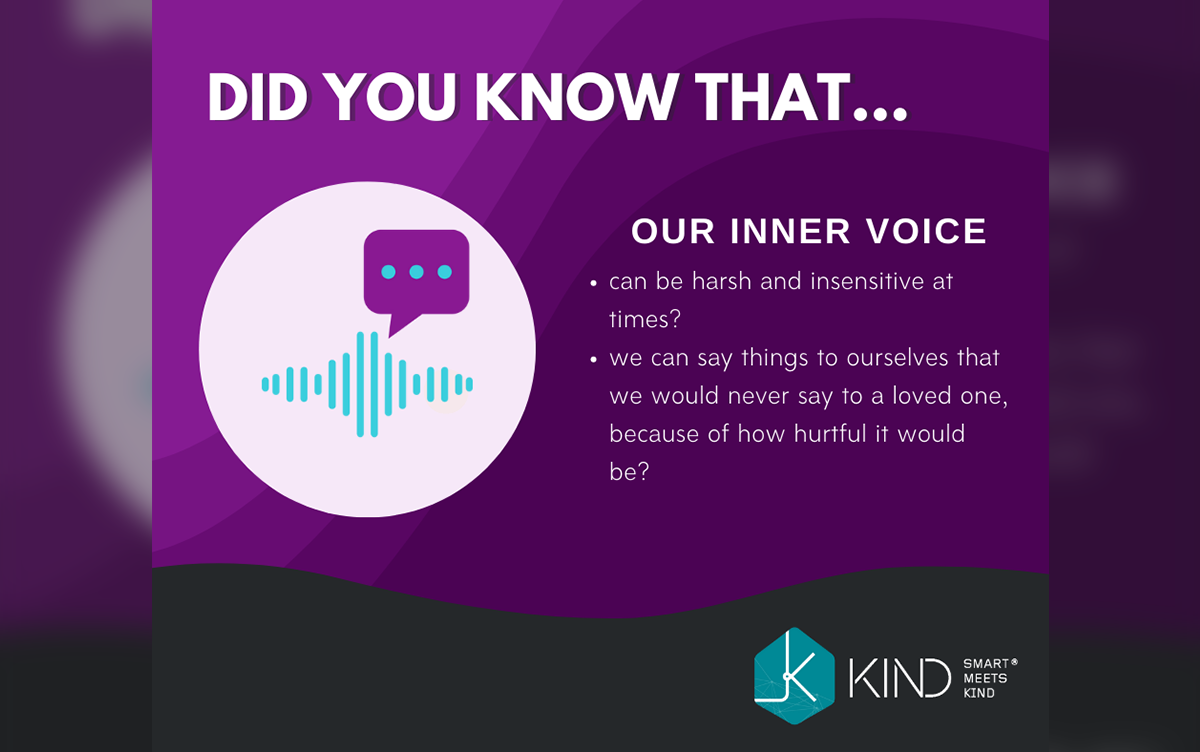 DID YOU KNOW THAT...
OUR INNER VOICE
• can be harsh and insensitive at
times?
• we can say things to ourselves that
we would never say to a loved one,
because of how hurtful it would
be?
K KIND
SMART®
MEETS
KIND